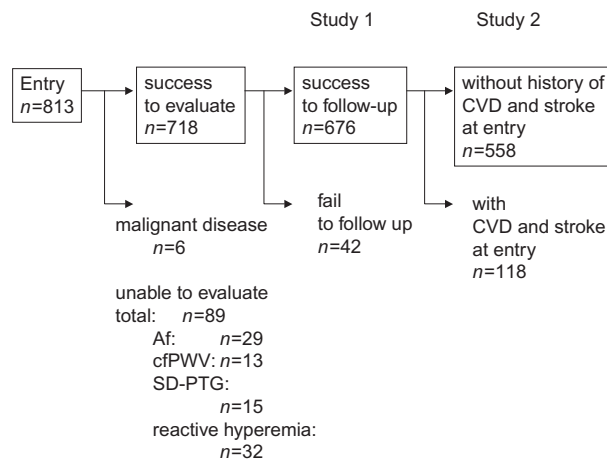 Study 1
Study 2
Entry
n=813
success
to evaluate
n=718
success
to follow-up
n=676
without history of
CVD and stroke
at entry
n=558
malignant disease
n=6
fail
to follow up
n=42
with
CVD and stroke
at entry
n=118
unable to evaluate
total: n=89
Af: n=29
cfPWV: n=13
SD-PTG:
n=15
reactive hyperemia:
n=32